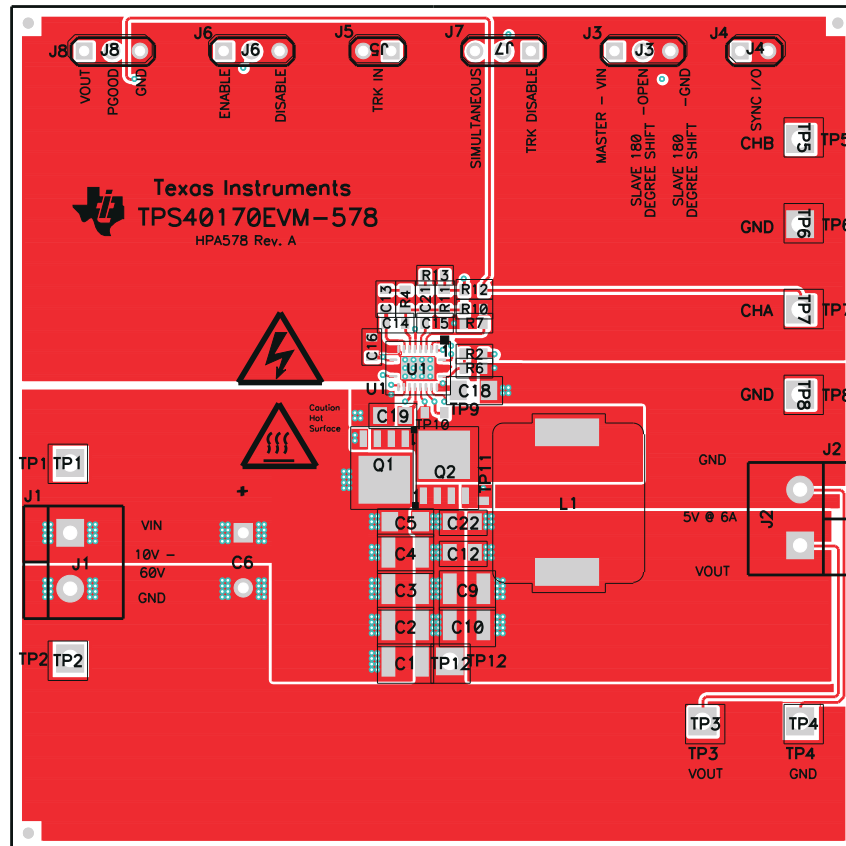 J8 J8 J6 J6 J5 J5 J7 J7 J3 J3 J4 J4
VOUT
PGOOD
GND
ENABLE
DISABLE
TRK IN
SIMULTANEOUS
TRK DISABLE
MASTER - VIN
SLAVE 180 -OPEN
DEGREE SHIFT
SLAVE 180 -GND
DEGREE SHIFT
SYNC I/O
CHB TP5 TP5
Texas Instruments
TPS40170EVM-578
HPA578 Rev. A
GND TP6 TP6
R13
C13 R4 C21 R11 R12
R10
CHA TP7 TP7
C14 C15 R7
C16 1 R2
U1 R6
U1 C18
GND TP8 TP8
Caution
Hot
Surface
C19 TP10 TP9
TP1 TP1
Q1 Q2 TP11
GND J2
J1
VIN
+
C5 C22 L1
5V @ 6A J2
J1 10V -
60V
C6
C4 C12
VOUT
GND
C3 C9
C2 C10
TP2 TP2
C1 TP12 TP12
TP3 TP4
TP3 TP4
VOUT GND